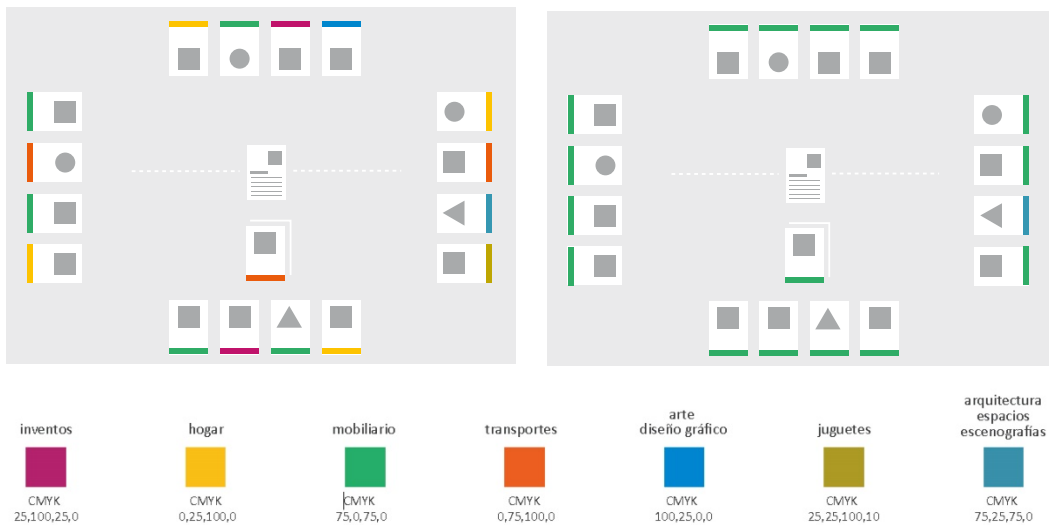 inventos
hogar
mobiliario
transportes
arte
diseño gráfico
juguetes
arquitectura
espacios
escenografías
CMYK
25,100,25,0
CMYK
0,25,100,0
CMYK
75,0,75,0
CMYK
0,75,100,0
CMYK
100,25,0,0
CMYK
25,25,100,10
CMYK
75,25,75,0